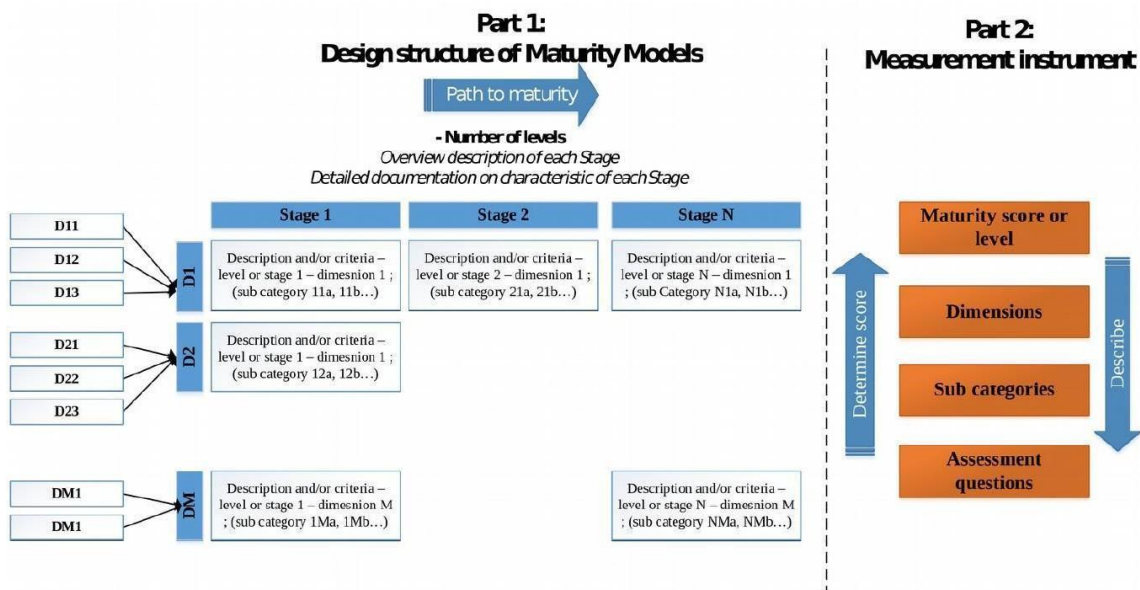 Part 1:
Design structure of Maturity Models
Path to maturity
- Number of levels
Overview description of each Stage
Detailed documentation on characteristic of each Stage
Stage 1
Stage 2
Stage N
D11
D12
D13
D1
Description and/or criteria –
level or stage 1 – dimesnion 1 ;
(sub category 11a, 11b...)
Description and/or criteria –
level or stage 2 – dimesnion 1 ;
(sub category 21a, 21b...)
Description and/or criteria –
level or stage N – dimesnion 1
; (sub Category N1a, N1b...)
D21
D22
D23
D2
Description and/or criteria –
level or stage 1 – dimesnion 1 ;
(sub category 12a, 12b...)
DM1
DM1
DM
Description and/or criteria –
level or stage 1 – dimesnion M
; (sub category 1Ma, 1Mb...)
Description and/or criteria –
level or stage N – dimesnion M
; (sub category NMa, NMb...)
Part 2:
Measurement instrument
Determine score
Maturity score or
level
Dimensions
Sub categories
Assessment
questions
Describe